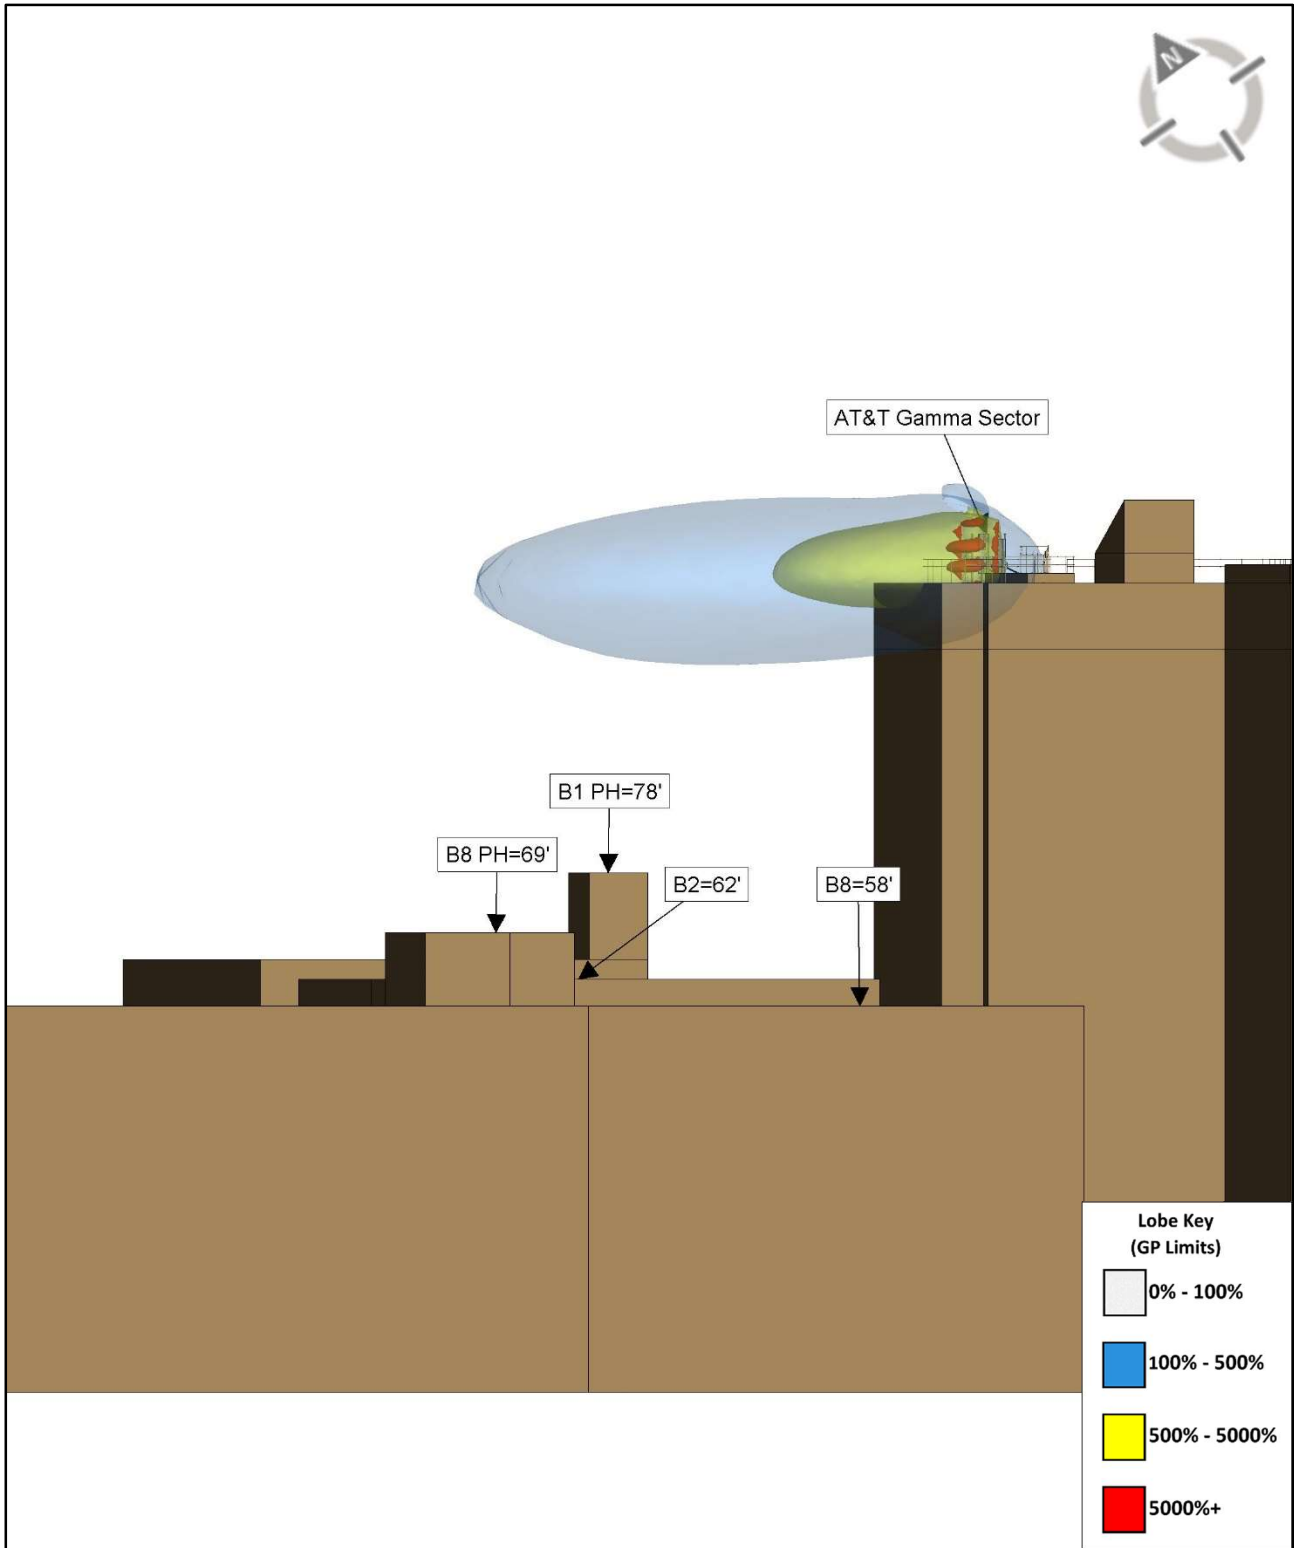 N
AT&T Gamma Sector
B1 PH=78'
B8 PH=69'
B2=62'
B8=58'
Lobe Key
(GP Limits)
0% - 100%
100% - 500%
500% - 5000%
5000%+